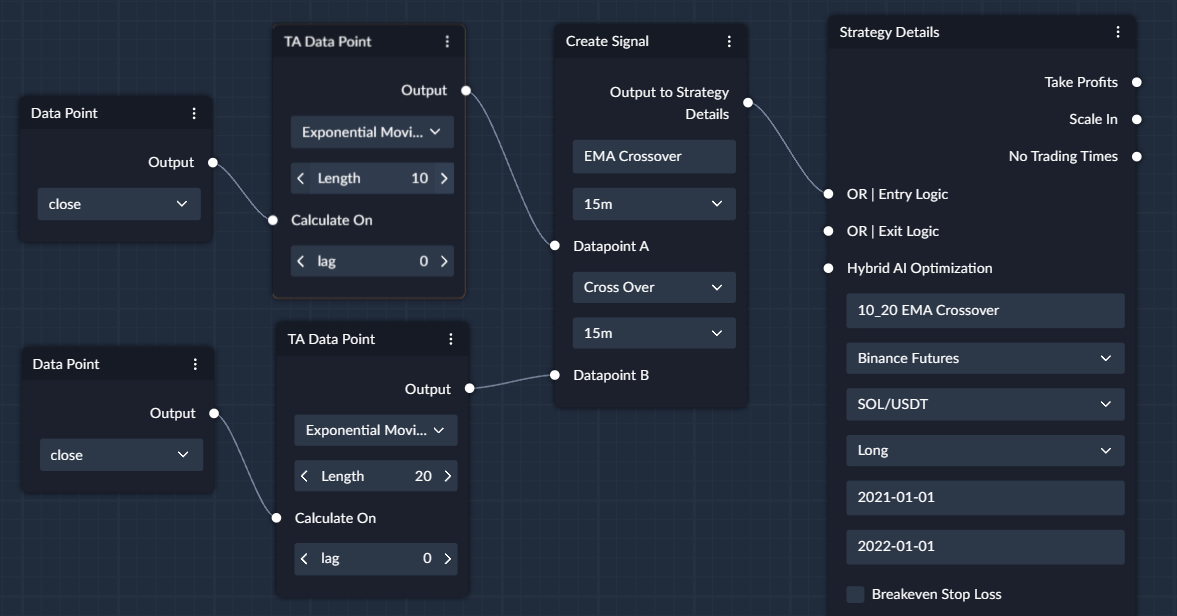 Data Point
Output
close
Data Point
Output
close
TA Data Point
Output
Exponential Movi...
Length 10
Calculate On
lag 0
TA Data Point
Output
Exponential Movi...
Length 20
Calculate On
lag 0
Create Signal
Output to Strategy
Details
EMA Crossover
15m
Datapoint A
Cross Over
15m
Datapoint B
Strategy Details
Take Profits
Scale In
No Trading Times
OR | Entry Logic
OR | Exit Logic
Hybrid AI Optimization
10_20 EMA Crossover
Binance Futures
SOL/USDT
Long
2021-01-01
2022-01-01
Breakeven Stop Loss